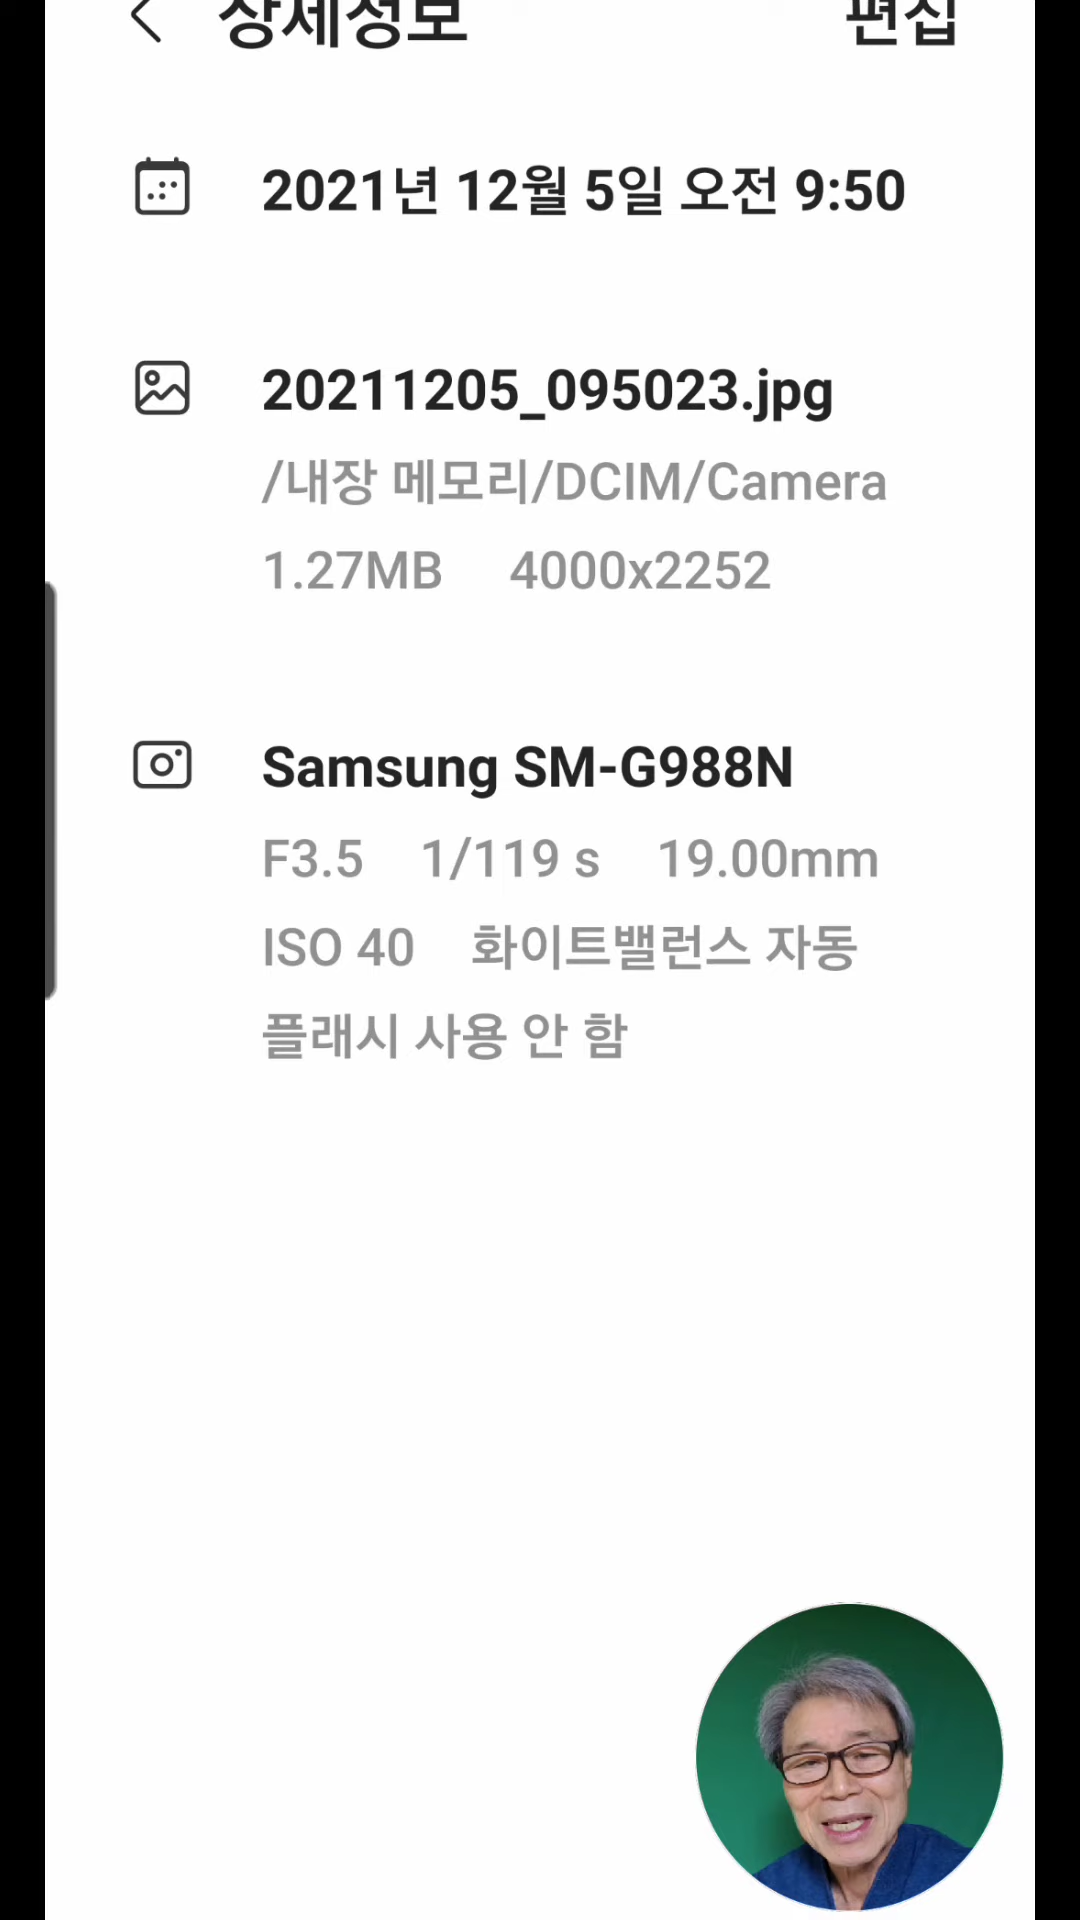 상세정보 편집
2021년 12월 5일 오전 9:50
20211205_095023.jpg
/내장 메모리/DCIM/Camera
1.27MB 4000x2252
Samsung SM-G988N
F3.5 1/119 s 19.00mm
ISO 40 화이트밸런스 자동
플래시 사용 안 함